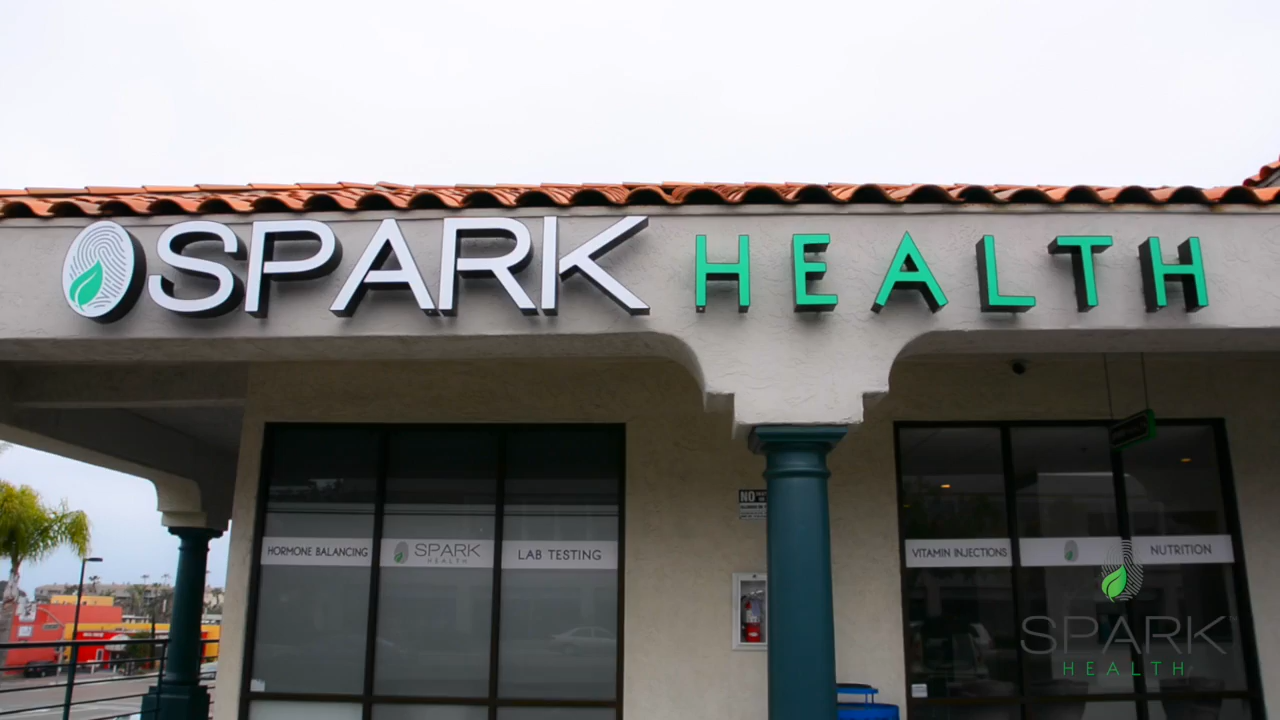 SPARK HEALTH
HORMONE BALANCING
SPARK
HEALTH
LAB TESTING
NO
VITAMIN INJECTIONS
NUTRITION
SPARK
HEALTH